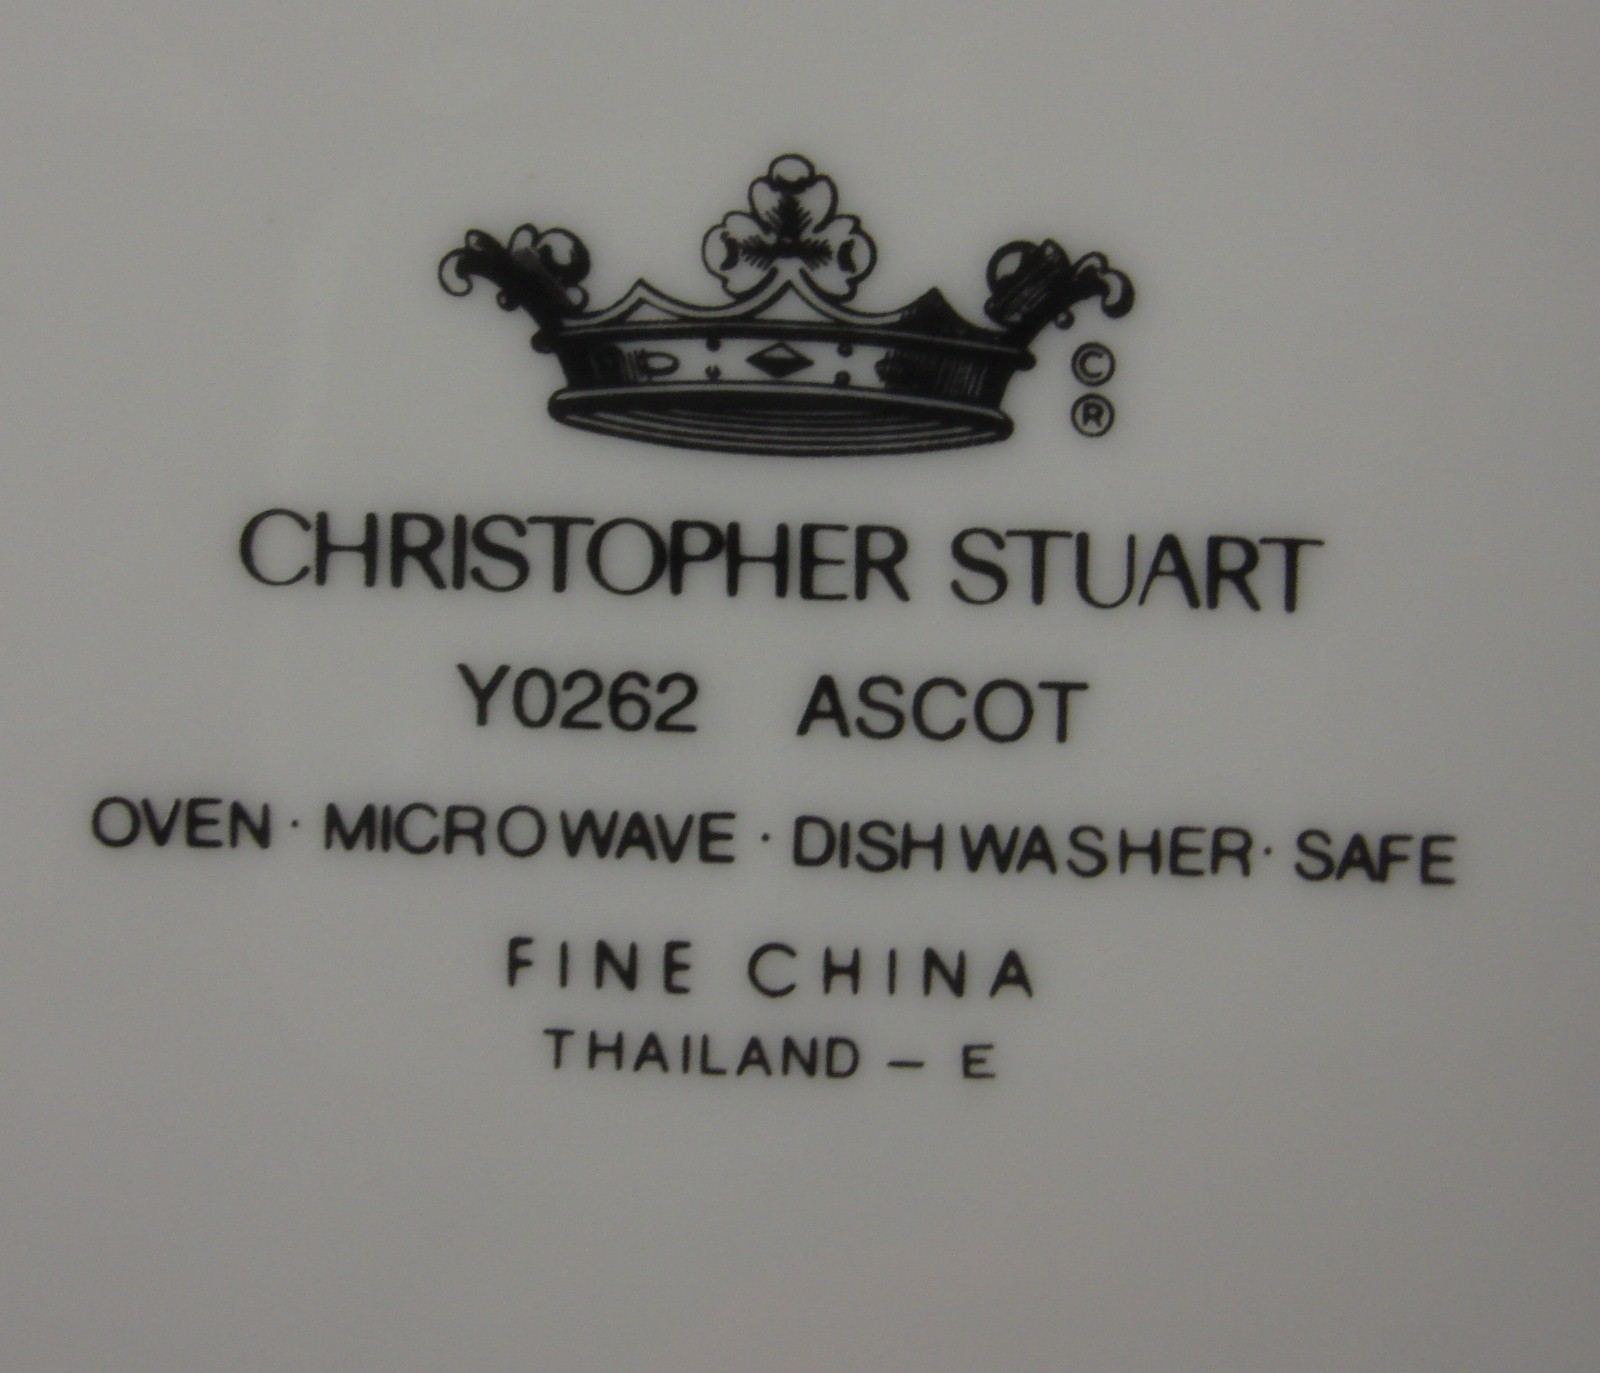 ©
®
CHRISTOPHER STUART
Y0262 ASCOT
OVEN · MICROWAVE · DISHWASHER · SAFE
FINE CHINA
THAILAND — E